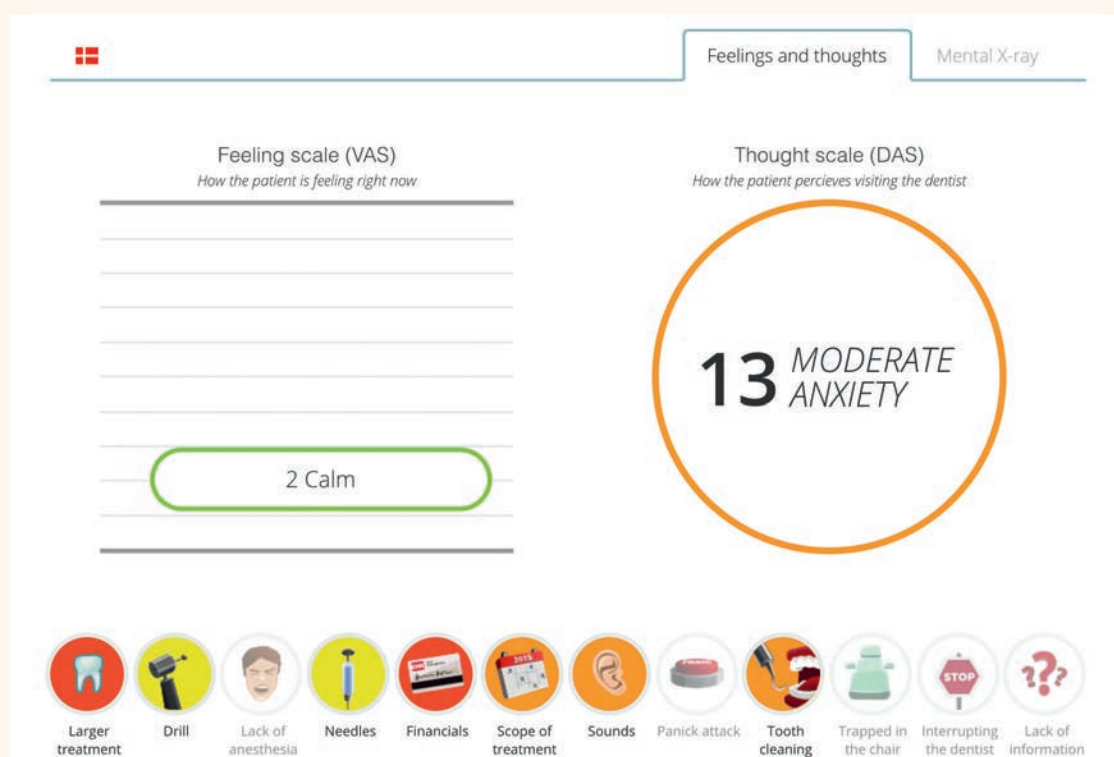 Feelings and thoughts
Mental X-ray
Feeling scale (VAS)
How the patient is feeling right now
Thought scale (DAS)
How the patient percieves visiting the dentist
13 MODERATE
ANXIETY
2 Calm
2015
PANIC
STOP
Larger
treatment
Drill
Lack of
anesthesia
Needles
Financials
Scope of
treatment
Sounds
Panick attack
Tooth
cleaning
Trapped in
the chair
Interrupting
the dentist
Lack of
information